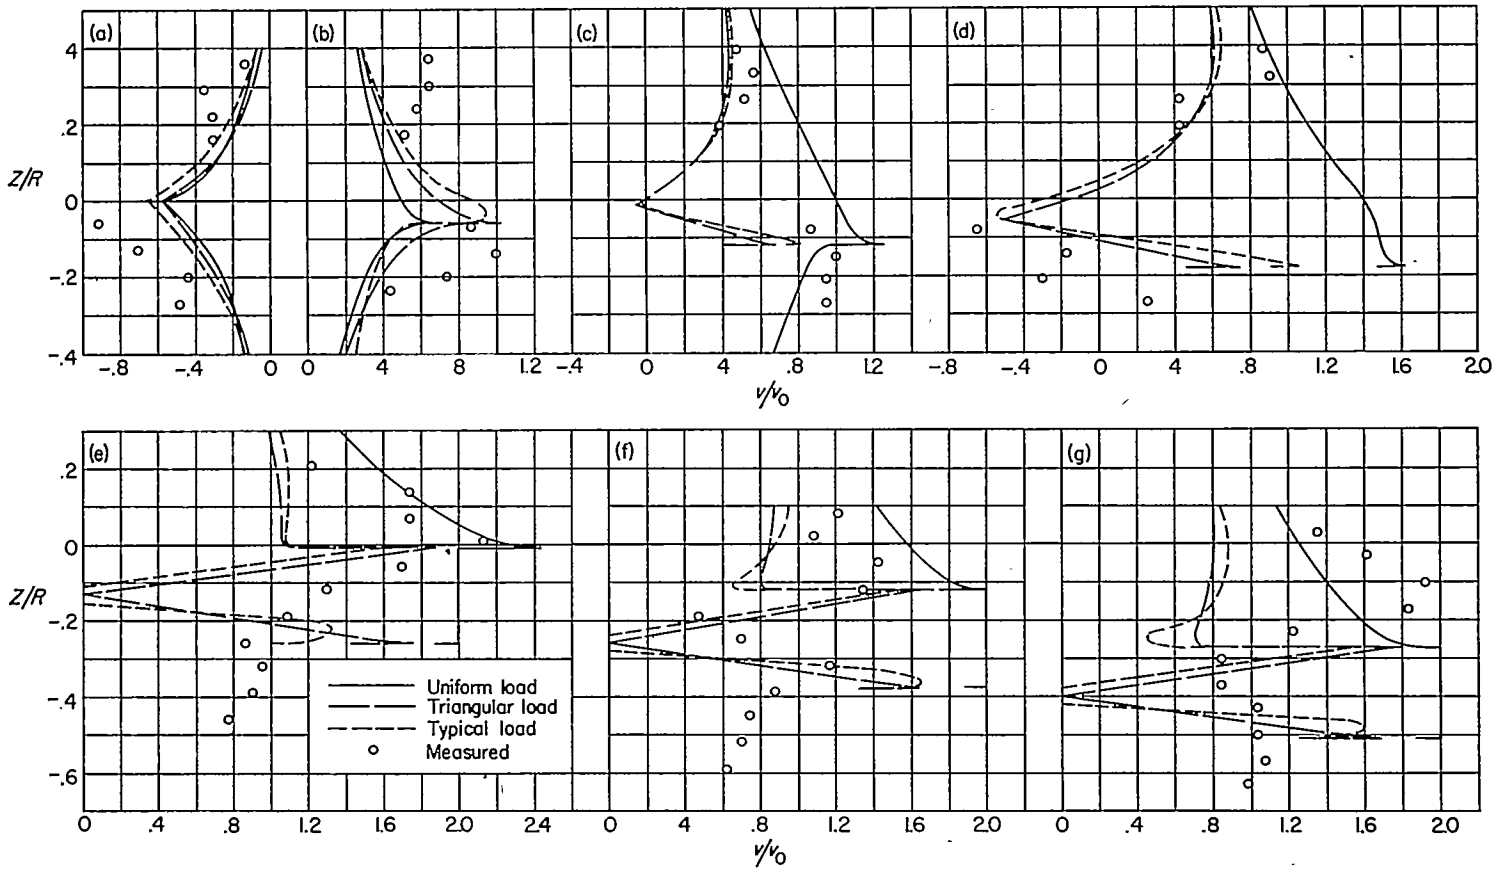 (a) (b) (c) (d)
4
.2
Z/R 0
-.2
-.4
-.8 -.4 0 0 .4 .8 1.2 -.4 0 .4 .8 1.2 -.8 -.4 0 .4 .8 1.2 1.6 2.0
v/v₀
(e) (f) (g)
.2
0
Z/R -.2
-.4
-.6
Uniform load
Triangular load
Typical load
Measured
0 .4 .8 1.2 1.6 2.0 2.4 0 .4 .8 1.2 1.6 2.0 0 .4 .8 1.2 1.6 2.0
v/v₀